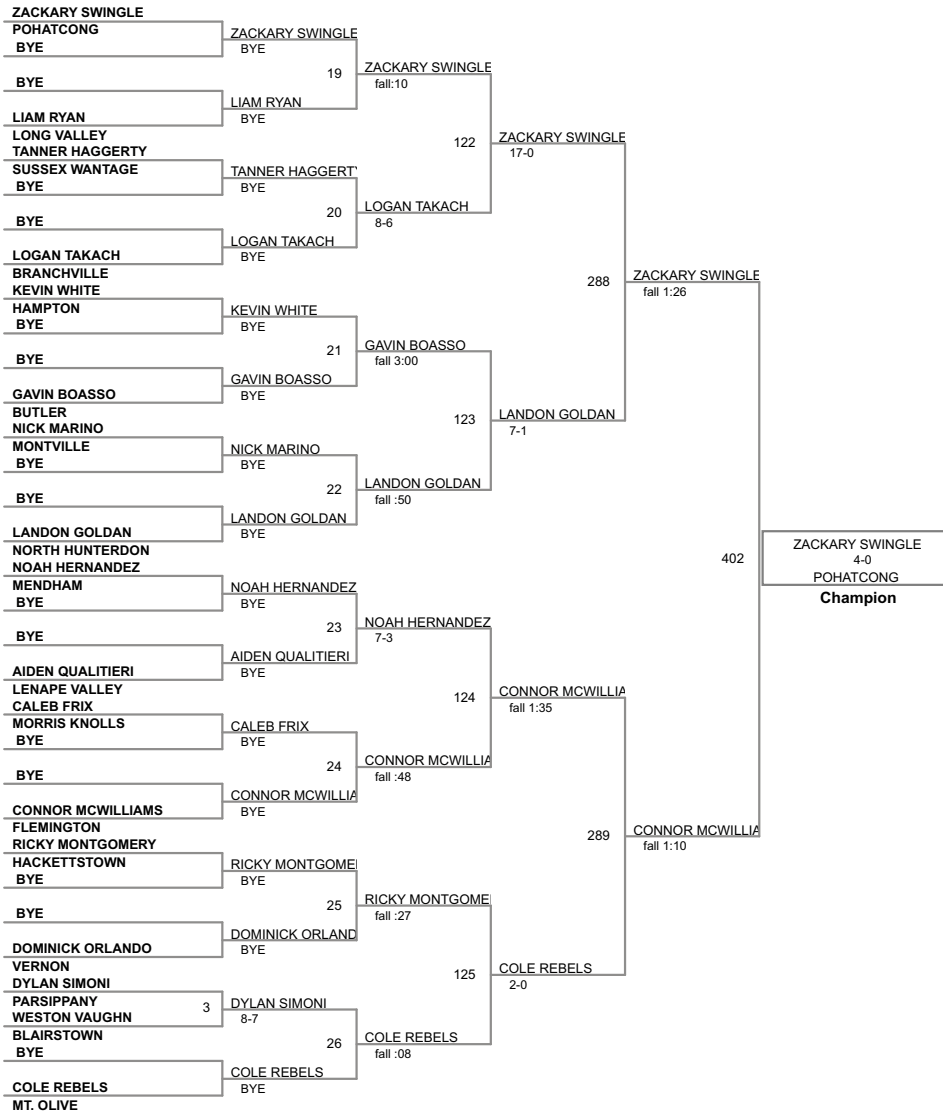 ZACKARY SWINGLE
POHATCONG
BYE
BYE
LIAM RYAN
LONG VALLEY
TANNER HAGGERTY
SUSSEX WANTAGE
BYE
BYE
LOGAN TAKACH
BRANCHVILLE
KEVIN WHITE
HAMPTON
BYE
BYE
GAVIN BOASSO
BUTLER
NICK MARINO
MONTVILLE
BYE
BYE
LANDON GOLDAN
NORTH HUNTERDON
NOAH HERNANDEZ
MENDHAM
BYE
BYE
AIDEN QUALITIERI
LENAPE VALLEY
CALEB FRIX
MORRIS KNOLLS
BYE
BYE
CONNOR MCWILLIAMS
FLEMINGTON
RICKY MONTGOMERY
HACKETTSTOWN
BYE
BYE
DOMINICK ORLANDO
VERNON
DYLAN SIMONI
PARSIPPANY
WESTON VAUGHN
BLAIRSTOWN
BYE
COLE REBELS
MT. OLIVE
ZACKARY SWINGLE
BYE
19
LIAM RYAN
BYE
TANNER HAGGERTY
BYE
20
LOGAN TAKACH
BYE
KEVIN WHITE
BYE
21
GAVIN BOASSO
BYE
NICK MARINO
BYE
22
LANDON GOLDAN
BYE
NOAH HERNANDEZ
BYE
23
AIDEN QUALITIERI
BYE
CALEB FRIX
BYE
24
CONNOR MCWILLIA
BYE
RICKY MONTGOME
BYE
25
DOMINICK ORLAND
BYE
3
DYLAN SIMONI
8-7
26
COLE REBELS
BYE
ZACKARY SWINGLE
fall:10
122
LOGAN TAKACH
8-6
GAVIN BOASSO
fall 3:00
123
LANDON GOLDAN
fall :50
NOAH HERNANDEZ
7-3
124
CONNOR MCWILLIA
fall :48
RICKY MONTGOME
fall :27
125
COLE REBELS
fall :08
ZACKARY SWINGLE
17-0
288
LANDON GOLDAN
7-1
CONNOR MCWILLIA
fall 1:35
289
COLE REBELS
2-0
ZACKARY SWINGLE
fall 1:26
402
CONNOR MCWILLIA
fall 1:10
ZACKARY SWINGLE
4-0
POHATCONG
Champion